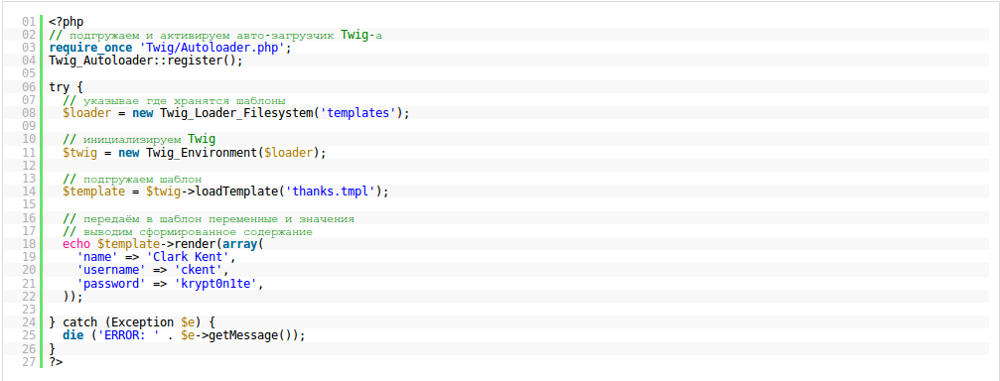 01 <?php
02 // подгружаем и активируем авто-загрузчик Twig-а
03 require_once 'Twig/Autoloader.php';
04 Twig_Autoloader::register();
05
06 try {
07   // указывае где хранятся шаблоны
08   $loader = new Twig_Loader_Filesystem('templates');
09
10   // инициализируем Twig
11   $twig = new Twig_Environment($loader);
12
13   // подгружаем шаблон
14   $template = $twig->loadTemplate('thanks.tmpl');
15
16   // передаём в шаблон переменные и значения
17   // выводим сформированное содержание
18   echo $template->render(array(
19     'name' => 'Clark Kent',
20     'username' => 'ckent',
21     'password' => 'krypt0n1te',
22   ));
23
24 } catch (Exception $e) {
25   die ('ERROR: ' . $e->getMessage());
26 }
27 ?>